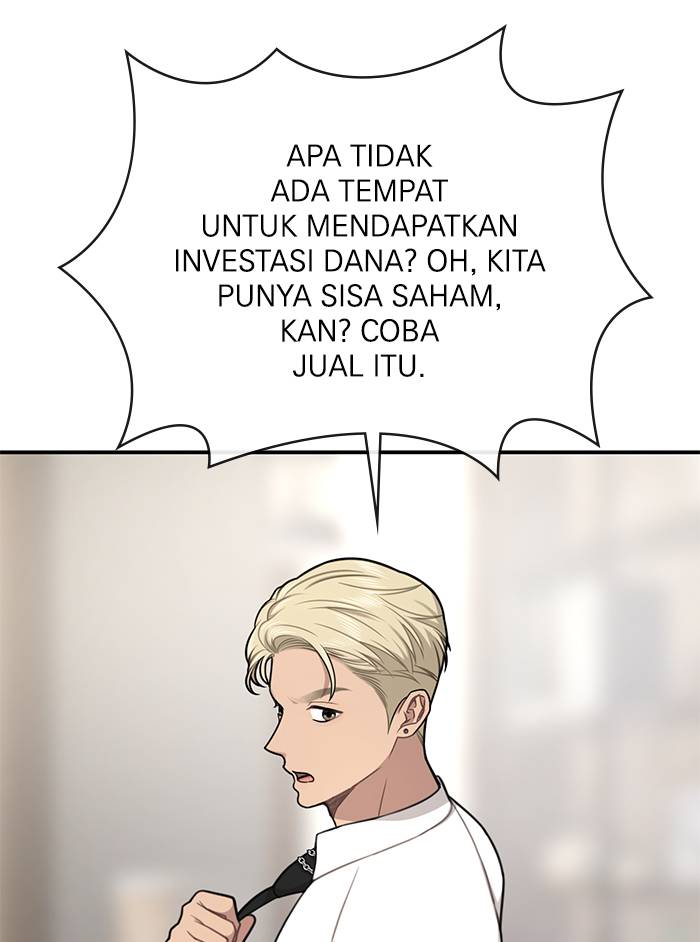 APA TIDAK
ADA TEMPAT
UNTUK MENDAPATKAN
INVESTASI DANA? OH, KITA
PUNYA SISA SAHAM,
KAN? COBA
JUAL ITU.